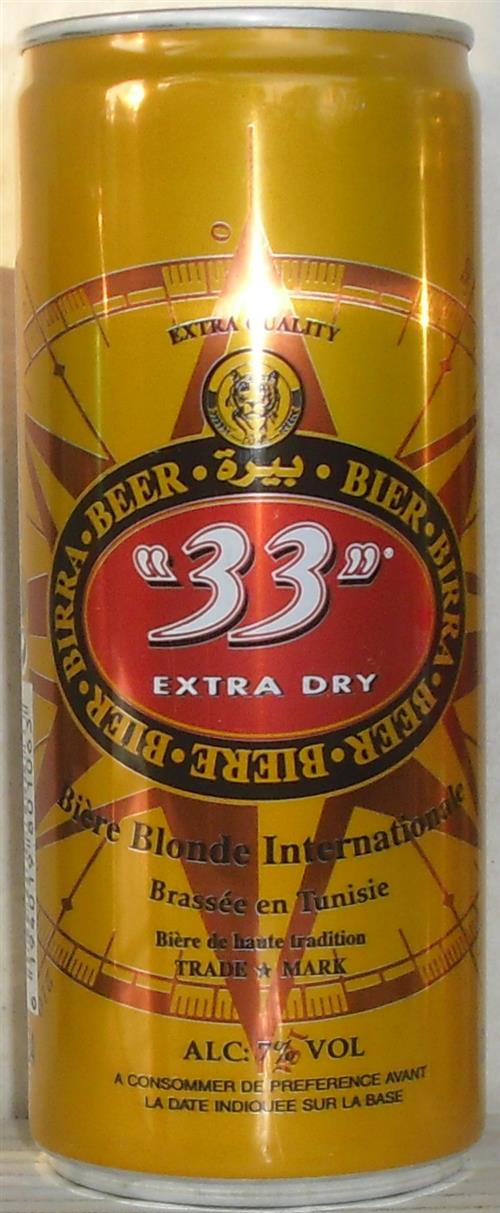 EXTRA QUALITY
BIER • BIRRA • BEER • بيرة • BIER • BIRRA • BEER • BIERE
“33”
EXTRA DRY
Bière Blonde Internationale
Brassée en Tunisie
Bière de haute tradition
TRADE ★ MARK
ALC: 7% VOL
A CONSOMMER DE PREFERENCE AVANT
LA DATE INDIQUEE SUR LA BASE